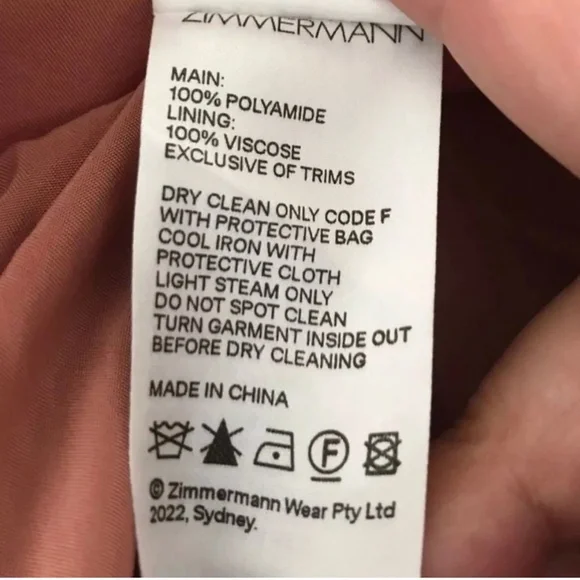 ZIMMERMANN
MAIN:
100% POLYAMIDE
LINING:
100% VISCOSE
EXCLUSIVE OF TRIMS
DRY CLEAN ONLY CODE F
WITH PROTECTIVE BAG
COOL IRON WITH
PROTECTIVE CLOTH
LIGHT STEAM ONLY
DO NOT SPOT CLEAN
TURN GARMENT INSIDE OUT
BEFORE DRY CLEANING
MADE IN CHINA
F
© Zimmermann Wear Pty Ltd
2022, Sydney.